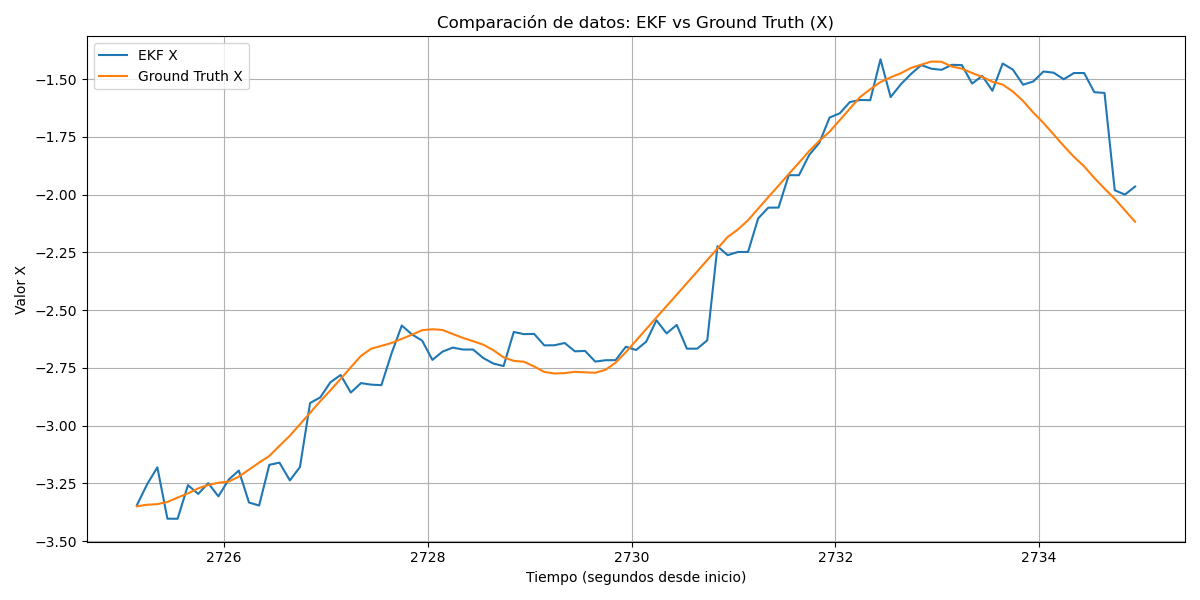 Comparación de datos: EKF vs Ground Truth (X)
EKF X
Ground Truth X
Valor X
−1.50
−1.75
−2.00
−2.25
−2.50
−2.75
−3.00
−3.25
−3.50
2726 2728 2730 2732 2734
Tiempo (segundos desde inicio)